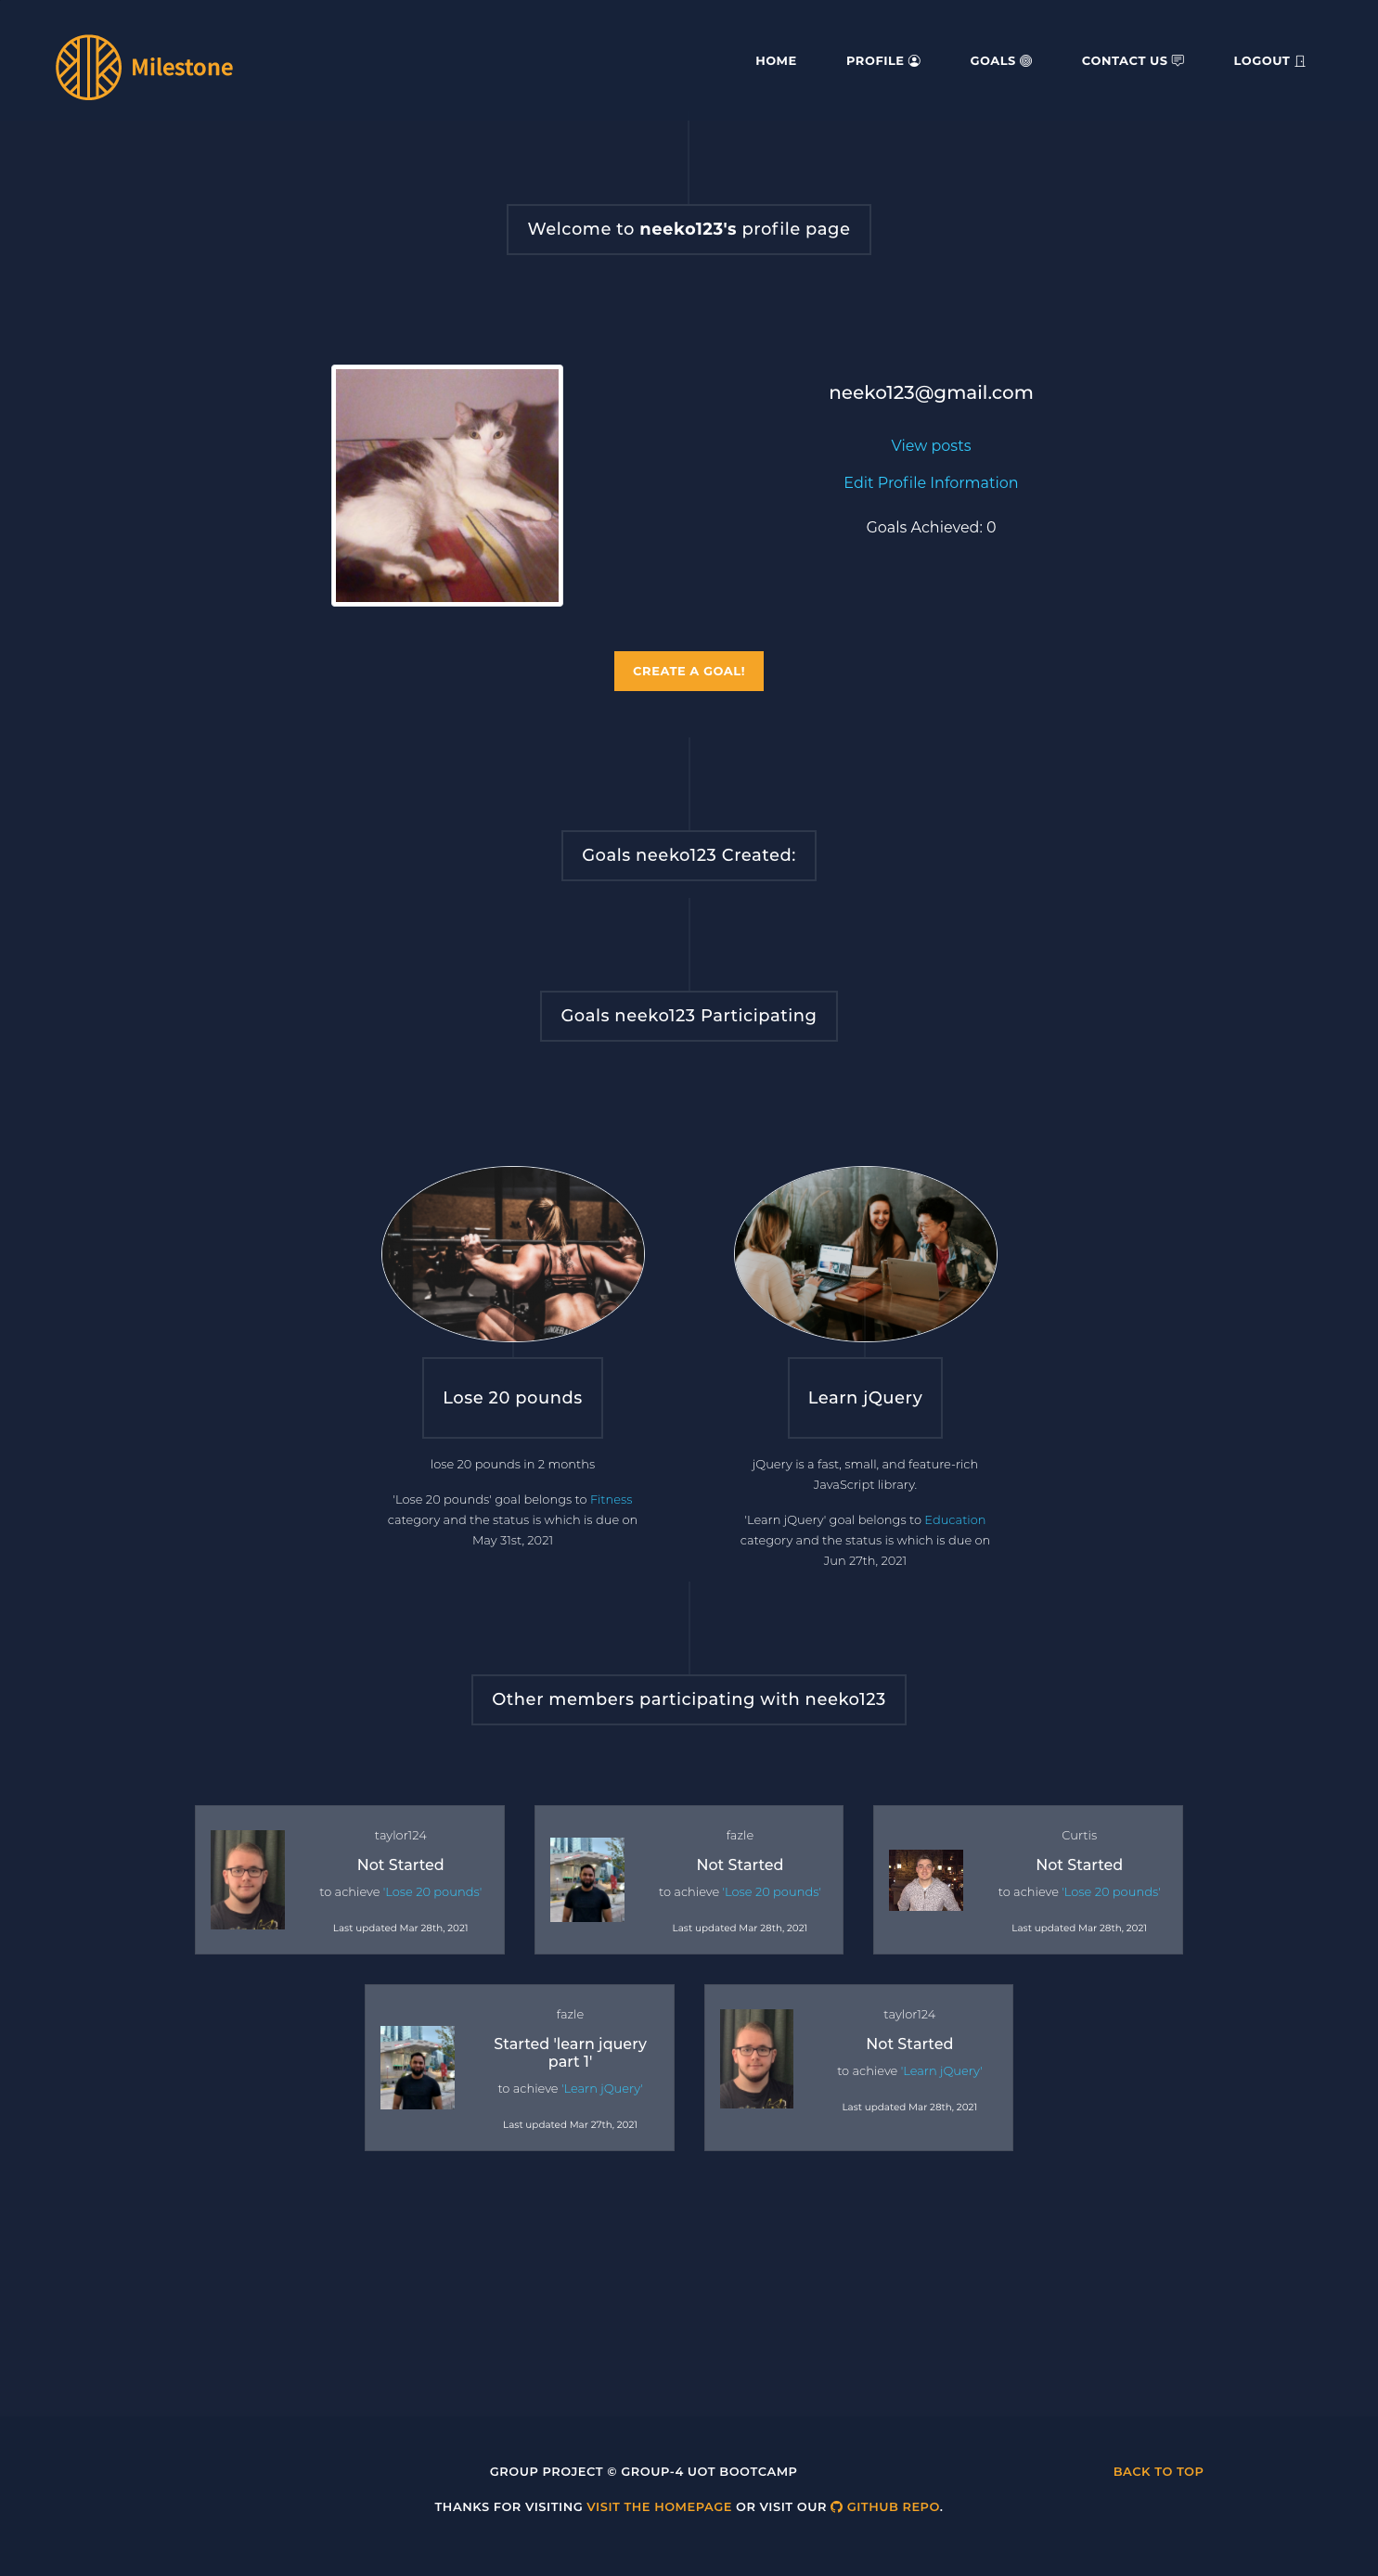 Milestone
HOME PROFILE GOALS CONTACT US LOGOUT
Welcome to neeko123's profile page
neeko123@gmail.com
View posts
Edit Profile Information
Goals Achieved: 0
CREATE A GOAL!
Goals neeko123 Created:
Goals neeko123 Participating
Lose 20 pounds
lose 20 pounds in 2 months
'Lose 20 pounds' goal belongs to Fitness
category and the status is which is due on
May 31st, 2021
Learn jQuery
jQuery is a fast, small, and feature-rich
JavaScript library.
'Learn jQuery' goal belongs to Education
category and the status is which is due on
Jun 27th, 2021
Other members participating with neeko123
taylor124
Not Started
to achieve 'Lose 20 pounds'
Last updated Mar 28th, 2021
fazle
Not Started
to achieve 'Lose 20 pounds'
Last updated Mar 28th, 2021
Curtis
Not Started
to achieve 'Lose 20 pounds'
Last updated Mar 28th, 2021
fazle
Started 'learn jquery
part 1'
to achieve 'Learn jQuery'
Last updated Mar 27th, 2021
taylor124
Not Started
to achieve 'Learn jQuery'
Last updated Mar 28th, 2021
GROUP PROJECT © GROUP-4 UOT BOOTCAMP
BACK TO TOP
THANKS FOR VISITING VISIT THE HOMEPAGE OR VISIT OUR GITHUB REPO.